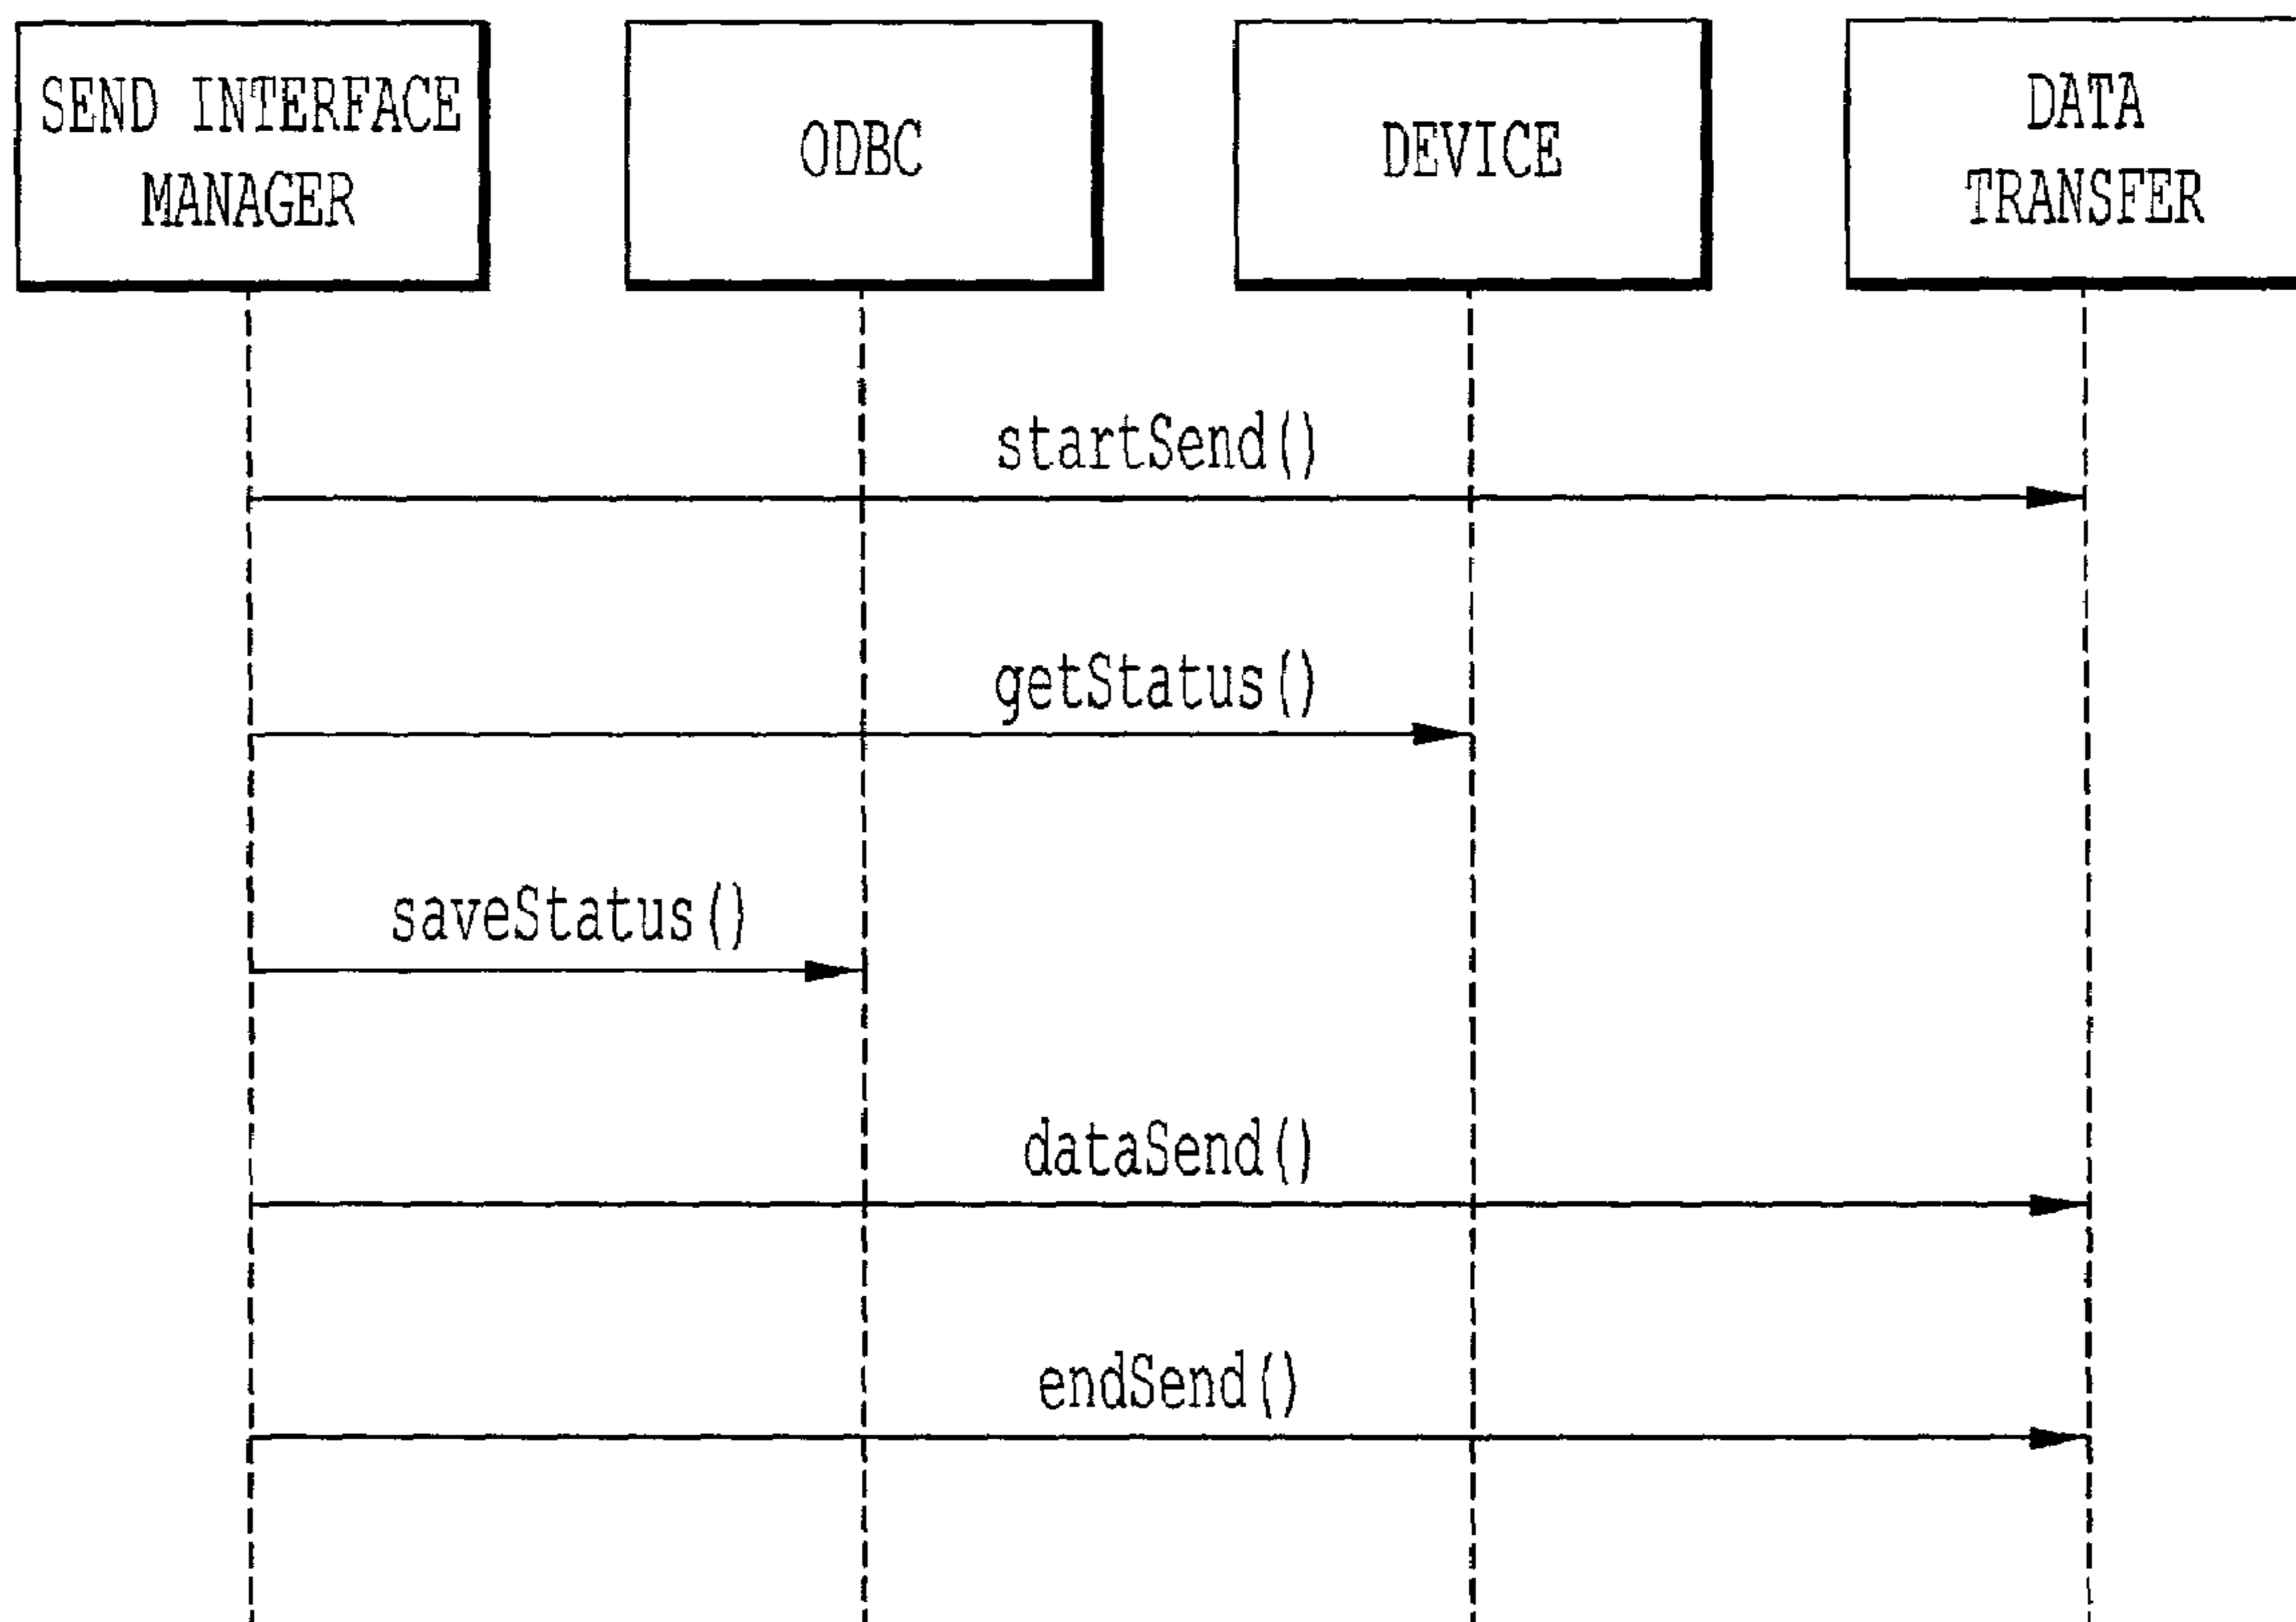 SEND INTERFACE
MANAGER
ODBC
DEVICE
DATA
TRANSFER
startSend()
getStatus()
saveStatus()
dataSend()
endSend()